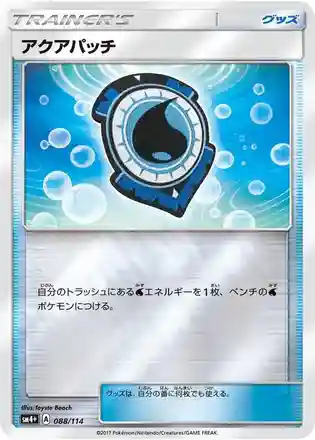 TRAINER'S
グッズ
アクアパッチ
自分のトラッシュにあるエネルギーを1枚、ベンチの
ポケモンにつける。
Illus. Toyste Beach
SM4+ A 088/114
グッズは、自分の番に何枚でも使える。
©2017 Pokémon/Nintendo/Creatures/GAME FREAK.